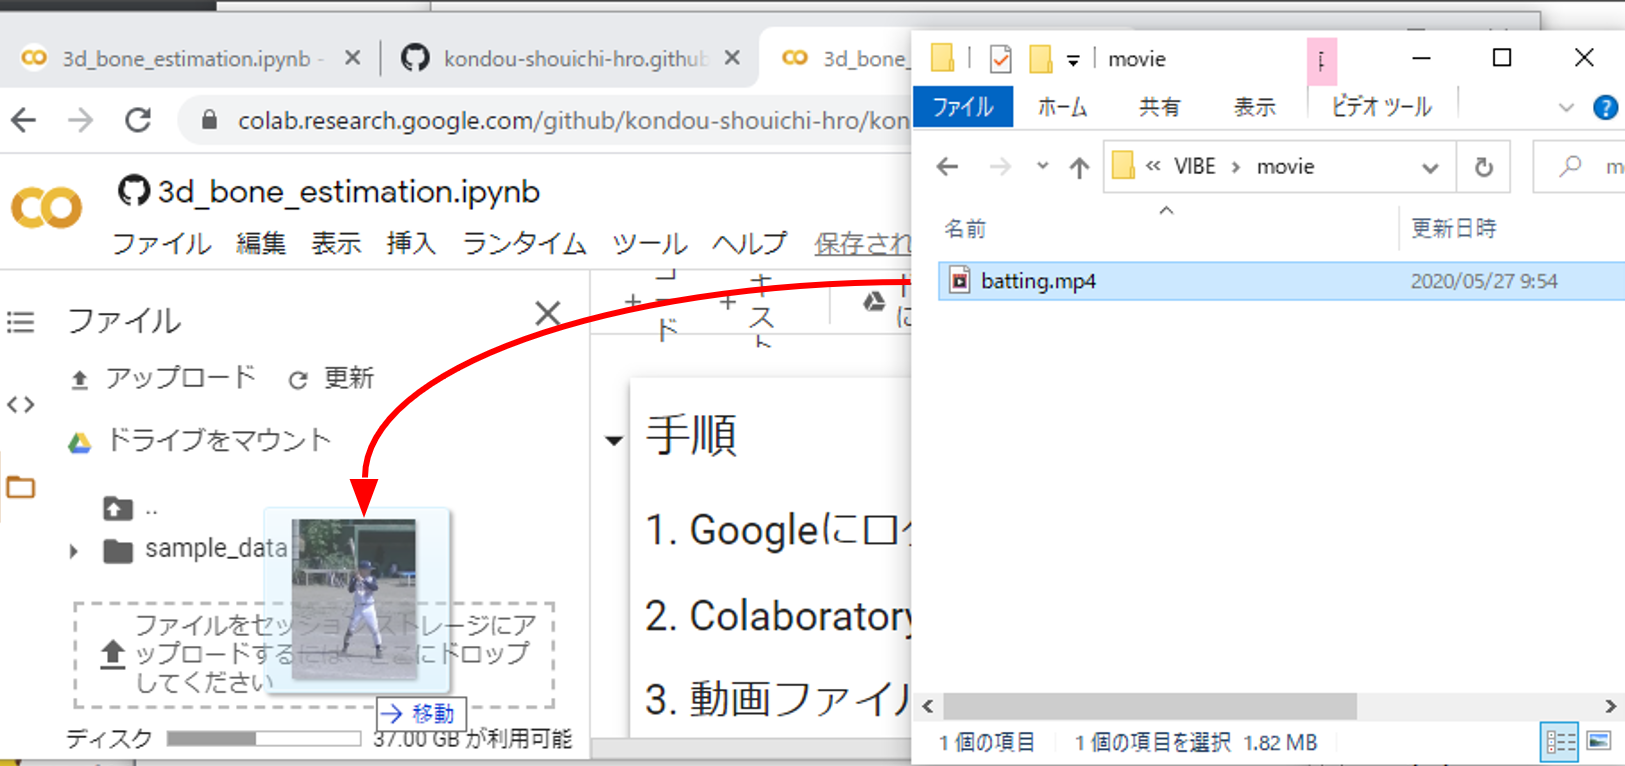 3d_bone_estimation.ipynb -
kondou-shouichi-hro.github
3d_bone_
colab.research.google.com/github/kondou-shouichi-hro/kon
3d_bone_estimation.ipynb
ファイル 編集 表示 挿入 ランタイム ツール ヘルプ 保存され
ファイル
アップロード 更新
ドライブをマウント
..
sample_data
ファイルをセッションストレージにア
ップロードするには、ここにドロップ
してください
移動
ディスク 37.00 GB が利用可能
+ コード + キスト
手順
1. Googleにログ
2. Colaboratory
3. 動画ファイル
movie
ファイル ホーム 共有 表示 ビデオ ツール
« VIBE › movie
名前 更新日時
batting.mp4 2020/05/27 9:54
1 個の項目 1 個の項目を選択 1.82 MB